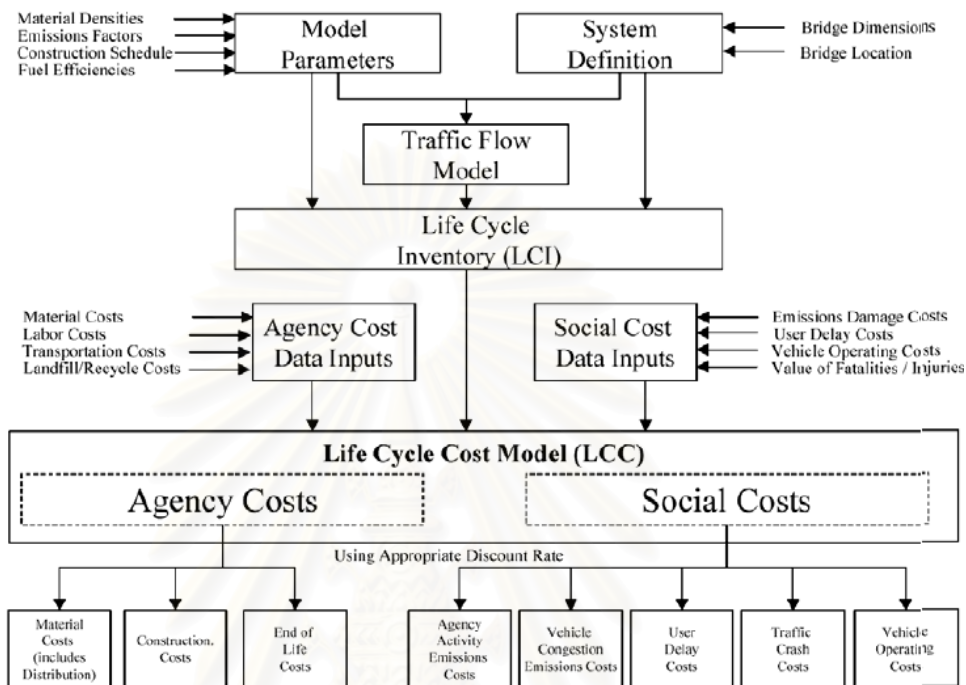 Material Densities
Emissions Factors
Construction Schedule
Fuel Efficiencies
Model
Parameters
System
Definition
Bridge Dimensions
Bridge Location
Traffic Flow
Model
Life Cycle
Inventory (LCI)
Material Costs
Labor Costs
Transportation Costs
Landfill/Recycle Costs
Agency Cost
Data Inputs
Social Cost
Data Inputs
Emissions Damage Costs
User Delay Costs
Vehicle Operating Costs
Value of Fatalities / Injuries
Life Cycle Cost Model (LCC)
Agency Costs
Social Costs
Using Appropriate Discount Rate
Material
Costs
(includes
Distribution)
Construction.
Costs
End of
Life
Costs
Agency
Activity
Emissions
Costs
Vehicle
Congestion
Emissions Costs
User
Delay
Costs
Traffic
Crash
Costs
Vehicle
Operating
Costs